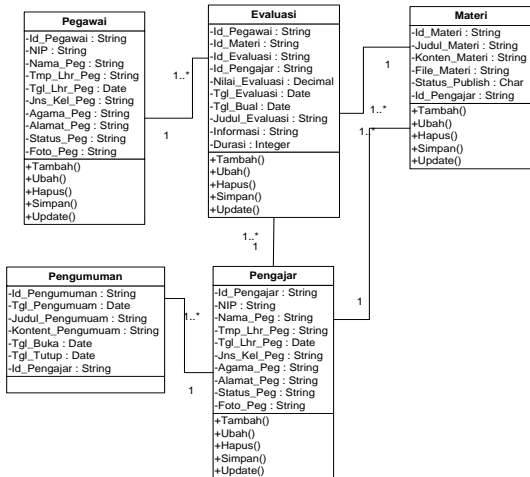 Pegawai
-Id_Pegawai : String
-NIP : String
-Nama_Peg : String
-Tmp_Lhr_Peg : String
-Tgl_Lhr_Peg : Date
-Jns_Kel_Peg : String
-Agama_Peg : String
-Alamat_Peg : String
-Status_Peg : String
-Foto_Peg : String
+Tambah()
+Ubah()
+Hapus()
+Simpan()
+Update()
1
1..*
Evaluasi
-Id_Pegawai : String
-Id_Materi : String
-Id_Evaluasi : String
-Id_Pengajar : String
-Nilai_Evaluasi : Decimal
-Tgl_Evaluasi : Date
-Tgl_Bual : Date
-Judul_Evaluasi : String
-Informasi : String
-Durasi : Integer
+Tambah()
+Ubah()
+Hapus()
+Simpan()
+Update()
1
1..*
1..*
Materi
-Id_Materi : String
-Judul_Materi : String
-Konten_Materi : String
-File_Materi : String
-Status_Publish : Char
-Id_Pengajar : String
+Tambah()
+Ubah()
+Hapus()
+Simpan()
+Update()
1..*
1
Pengumuman
-Id_Pengumuman : String
-Tgl_Pengumuam : Date
-Judul_Pengumuam : String
-Kontent_Pengumuam : String
-Tgl_Buka : Date
-Tgl_Tutup : Date
-Id_Pengajar : String
1..*
1
Pengajar
-Id_Pengajar : String
-NIP : String
-Nama_Peg : String
-Tmp_Lhr_Peg : String
-Tgl_Lhr_Peg : Date
-Jns_Kel_Peg : String
-Agama_Peg : String
-Alamat_Peg : String
-Status_Peg : String
-Foto_Peg : String
+Tambah()
+Ubah()
+Hapus()
+Simpan()
+Update()
1